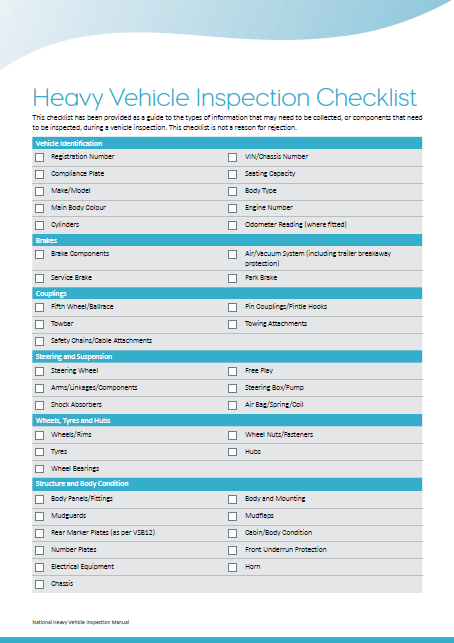 Heavy Vehicle Inspection Checklist
This checklist has been provided as a guide to the types of information that may need to be collected, or components that need
to be inspected, during a vehicle inspection. This checklist is not a reason for rejection.
Vehicle Identification
Registration Number
VIN/Chassis Number
Compliance Plate
Seating Capacity
Make/Model
Body Type
Main Body Colour
Engine Number
Cylinders
Odometer Reading (where fitted)
Brakes
Brake Components
Air/Vacuum System (including trailer breakaway
protection)
Service Brake
Park Brake
Couplings
Fifth Wheel/Ballrace
Pin Couplings/Pintle Hooks
Towbar
Towing Attachments
Safety Chains/Cable Attachments
Steering and Suspension
Steering Wheel
Free Play
Arms/Linkages/Components
Steering Box/Pump
Shock Absorbers
Air Bag/Spring/Coil
Wheels, Tyres and Hubs
Wheels/Rims
Wheel Nuts/Fasteners
Tyres
Hubs
Wheel Bearings
Structure and Body Condition
Body Panels/Fittings
Body and Mounting
Mudguards
Mudflaps
Rear Marker Plates (as per VSB12)
Cabin/Body Condition
Number Plates
Front Underrun Protection
Electrical Equipment
Horn
Chassis
National Heavy Vehicle Inspection Manual